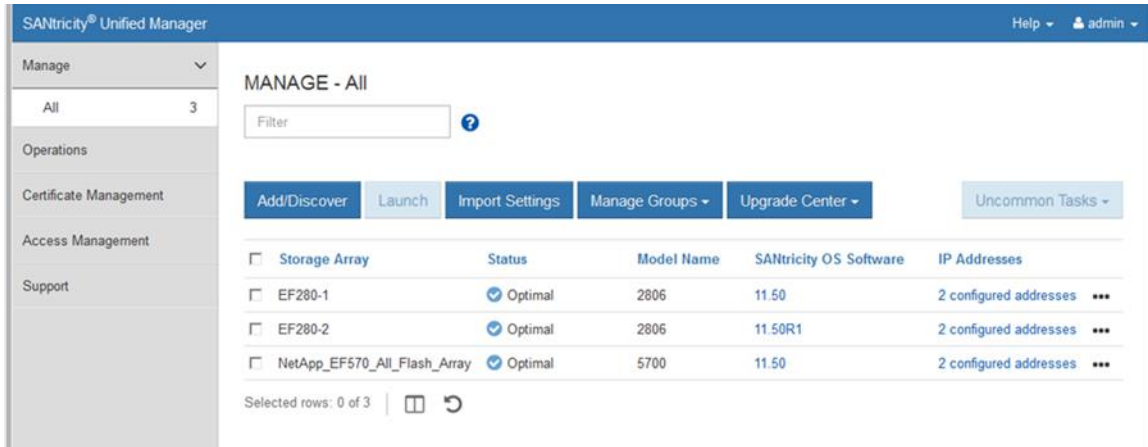 SANtricity® Unified Manager
Help
admin
Manage
All 3
Operations
Certificate Management
Access Management
Support
MANAGE - All
Filter
?
Add/Discover Launch Import Settings Manage Groups Upgrade Center Uncommon Tasks
Storage Array Status Model Name SANtricity OS Software IP Addresses
EF280-1 Optimal 2806 11.50 2 configured addresses •••
EF280-2 Optimal 2806 11.50R1 2 configured addresses •••
NetApp_EF570_All_Flash_Array Optimal 5700 11.50 2 configured addresses •••
Selected rows: 0 of 3